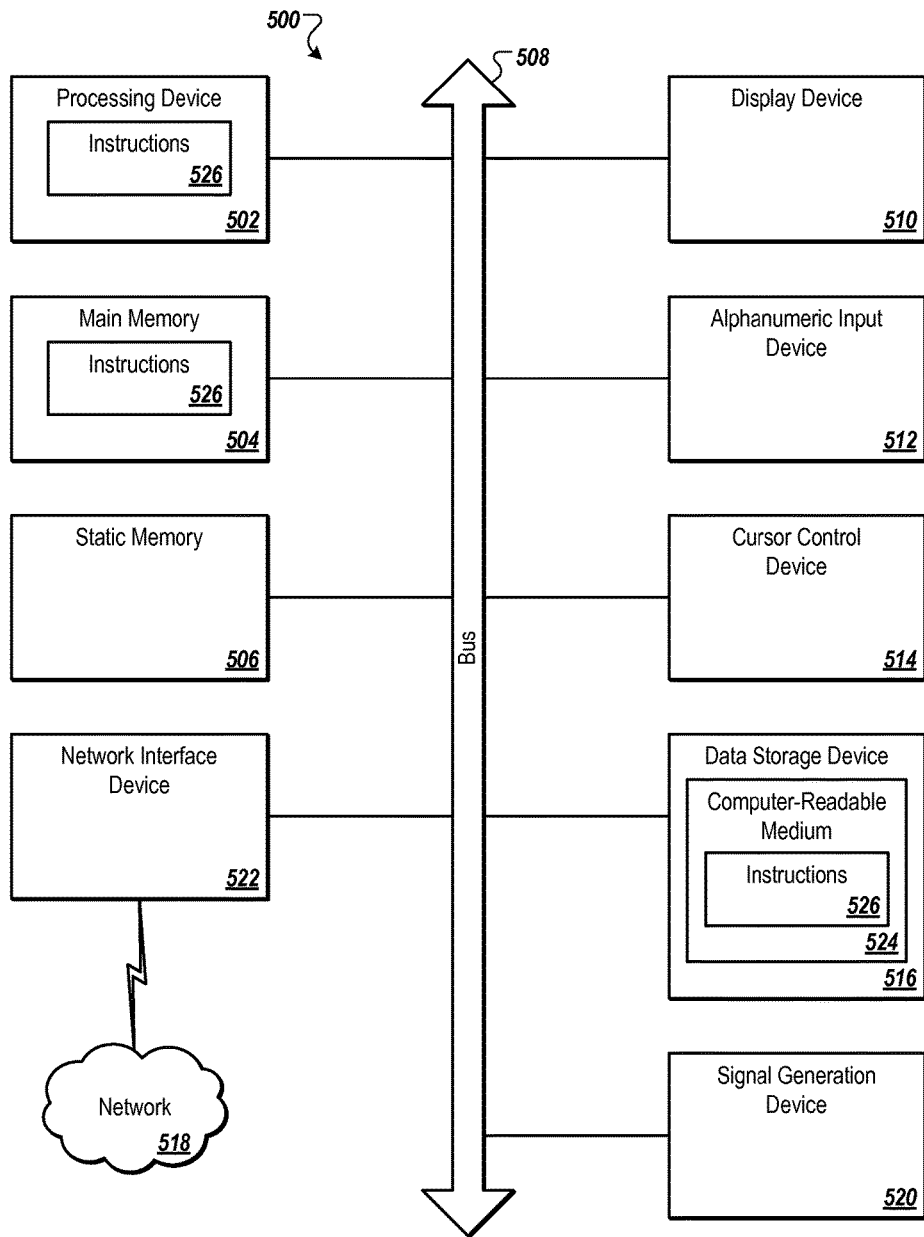 500
508
Processing Device
Instructions
526
502
Display Device
510
Main Memory
Instructions
526
504
Alphanumeric Input
Device
512
Static Memory
506
Cursor Control
Device
514
Bus
Network Interface
Device
522
Data Storage Device
Computer-Readable
Medium
Instructions
526
524
516
Network
518
Signal Generation
Device
520